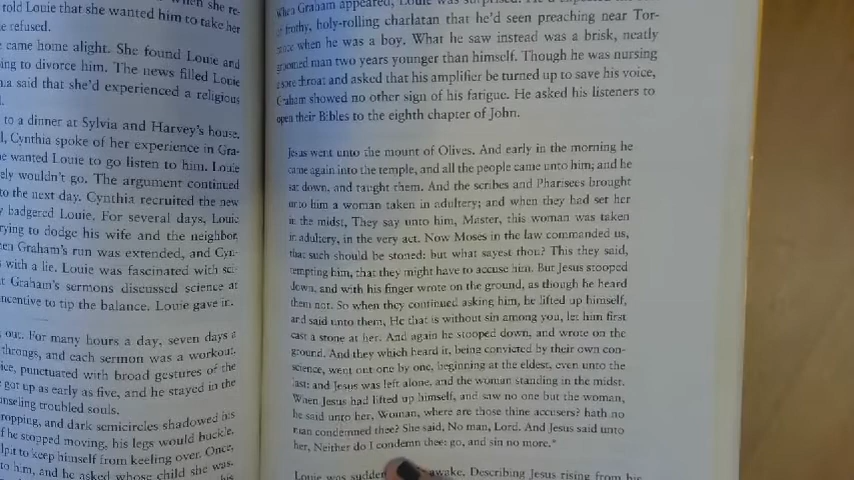 told Louie that she wanted him to take her
refused.
came home alight. She found Louie and
ing to divorce him. The news filled Louie
a said that she'd experienced a religious
to a dinner at Sylvia and Harvey's house.
Cynthia spoke of her experience in Gra-
e wanted Louie to go listen to him. Louie
ely wouldn't go. The argument continued
to the next day. Cynthia recruited the new
y badgered Louie. For several days, Louie
rying to dodge his wife and the neighbor,
en Graham's run was extended, and Cyn-
with a lie. Louie was fascinated with sci-
t Graham's sermons discussed science at
ncentive to tip the balance. Louie gave in.
out. For many hours a day, seven days a
throngs, and each sermon was a workout,
ice, punctuated with broad gestures of the
got up as early as five, and he stayed in the
unseling troubled souls.
ropping, and dark semicircles shadowed his
f he stopped moving, his legs would buckle,
lpit to keep himself from keeling over. Once,
to him, and he asked whose child she was.
When Graham appeared, Louie was surprised.
frothy, holy-rolling charlatan that he'd seen preaching near Tor-
rance when he was a boy. What he saw instead was a brisk, neatly
groomed man two years younger than himself. Though he was nursing
a sore throat and asked that his amplifier be turned up to save his voice,
Graham showed no other sign of his fatigue. He asked his listeners to
open their Bibles to the eighth chapter of John.
Jesus went unto the mount of Olives. And early in the morning he
came again into the temple, and all the people came unto him; and he
sat down, and taught them. And the scribes and Pharisees brought
unto him a woman taken in adultery; and when they had set her
in the midst, They say unto him, Master, this woman was taken
in adultery, in the very act. Now Moses in the law commanded us,
that such should be stoned: but what sayest thou? This they said,
tempting him, that they might have to accuse him. But Jesus stooped
down, and with his finger wrote on the ground, as though he heard
them not. So when they continued asking him, he lifted up himself,
and said unto them, He that is without sin among you, let him first
cast a stone at her. And again he stooped down, and wrote on the
ground. And they which heard it, being convicted by their own con-
science, went out one by one, beginning at the eldest, even unto the
last: and Jesus was left alone, and the woman standing in the midst.
When Jesus had lifted up himself, and saw no one but the woman,
he said unto her, Woman, where are those thine accusers? hath no
man condemned thee? She said, No man, Lord. And Jesus said unto
her, Neither do I condemn thee: go, and sin no more.*
Louie was sudden awake. Describing Jesus rising from his